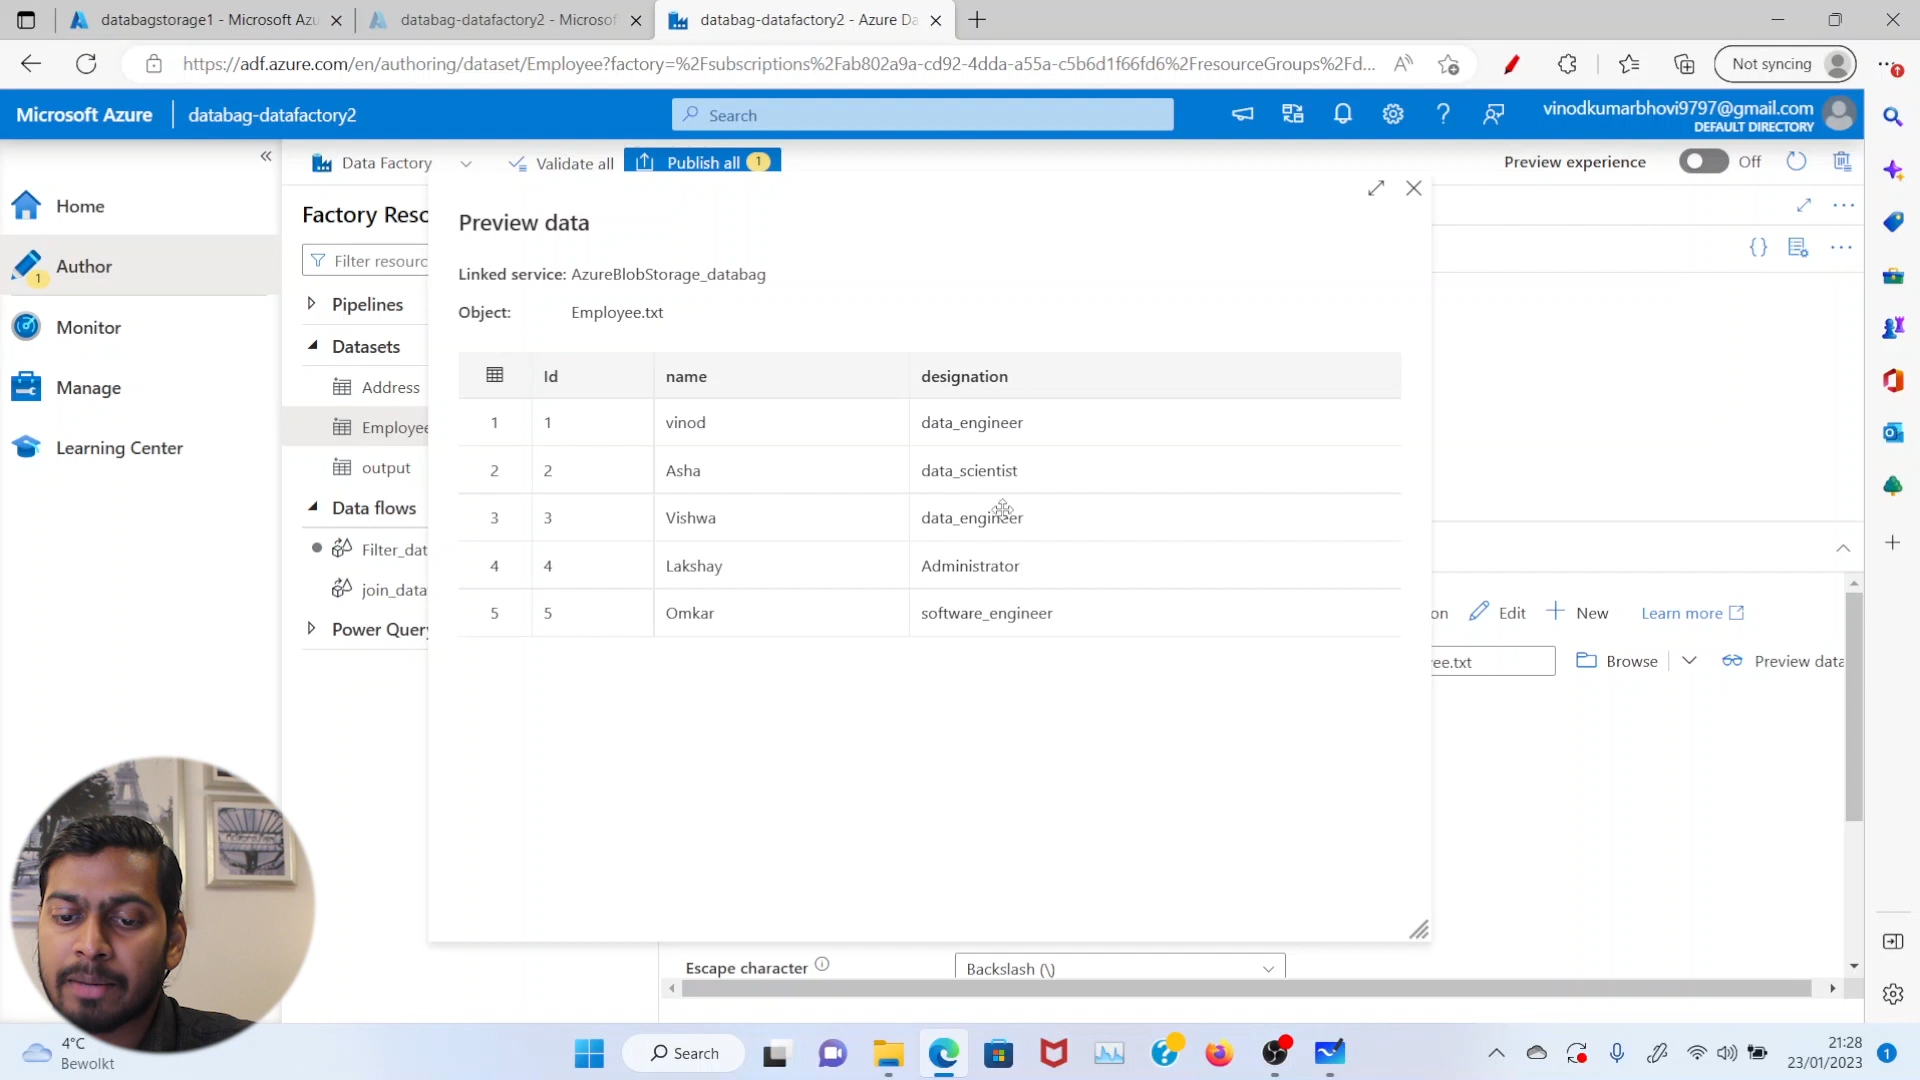 databagstorage1 - Microsoft Azu
databag-datafactory2 - Microsof
databag-datafactory2 - Azure Da
https://adf.azure.com/en/authoring/dataset/Employee?factory=%2Fsubscriptions%2Fab802a9a-cd92-4dda-a55a-c5b6d1f66fd6%2FresourceGroups%2Fd...
Not syncing
Microsoft Azure
databag-datafactory2
Search
vinodkumarbhovi9797@gmail.com
DEFAULT DIRECTORY
Data Factory
Validate all
Publish all 1
Preview experience
Off
Home
Author
1
Monitor
Manage
Learning Center
Factory Reso
Filter resourc
Pipelines
Datasets
Address
Employee
output
Data flows
Filter_dat
join_data
Power Query
Preview data
Linked service: AzureBlobStorage_databag
Object: Employee.txt
Id name designation
1 1 vinod data_engineer
2 2 Asha data_scientist
3 3 Vishwa data_engineer
4 4 Lakshay Administrator
5 5 Omkar software_engineer
on Edit New Learn more
ee.txt Browse Preview data
Escape character Backslash (\)
4°C
Bewolkt
Search
21:28
23/01/2023
1